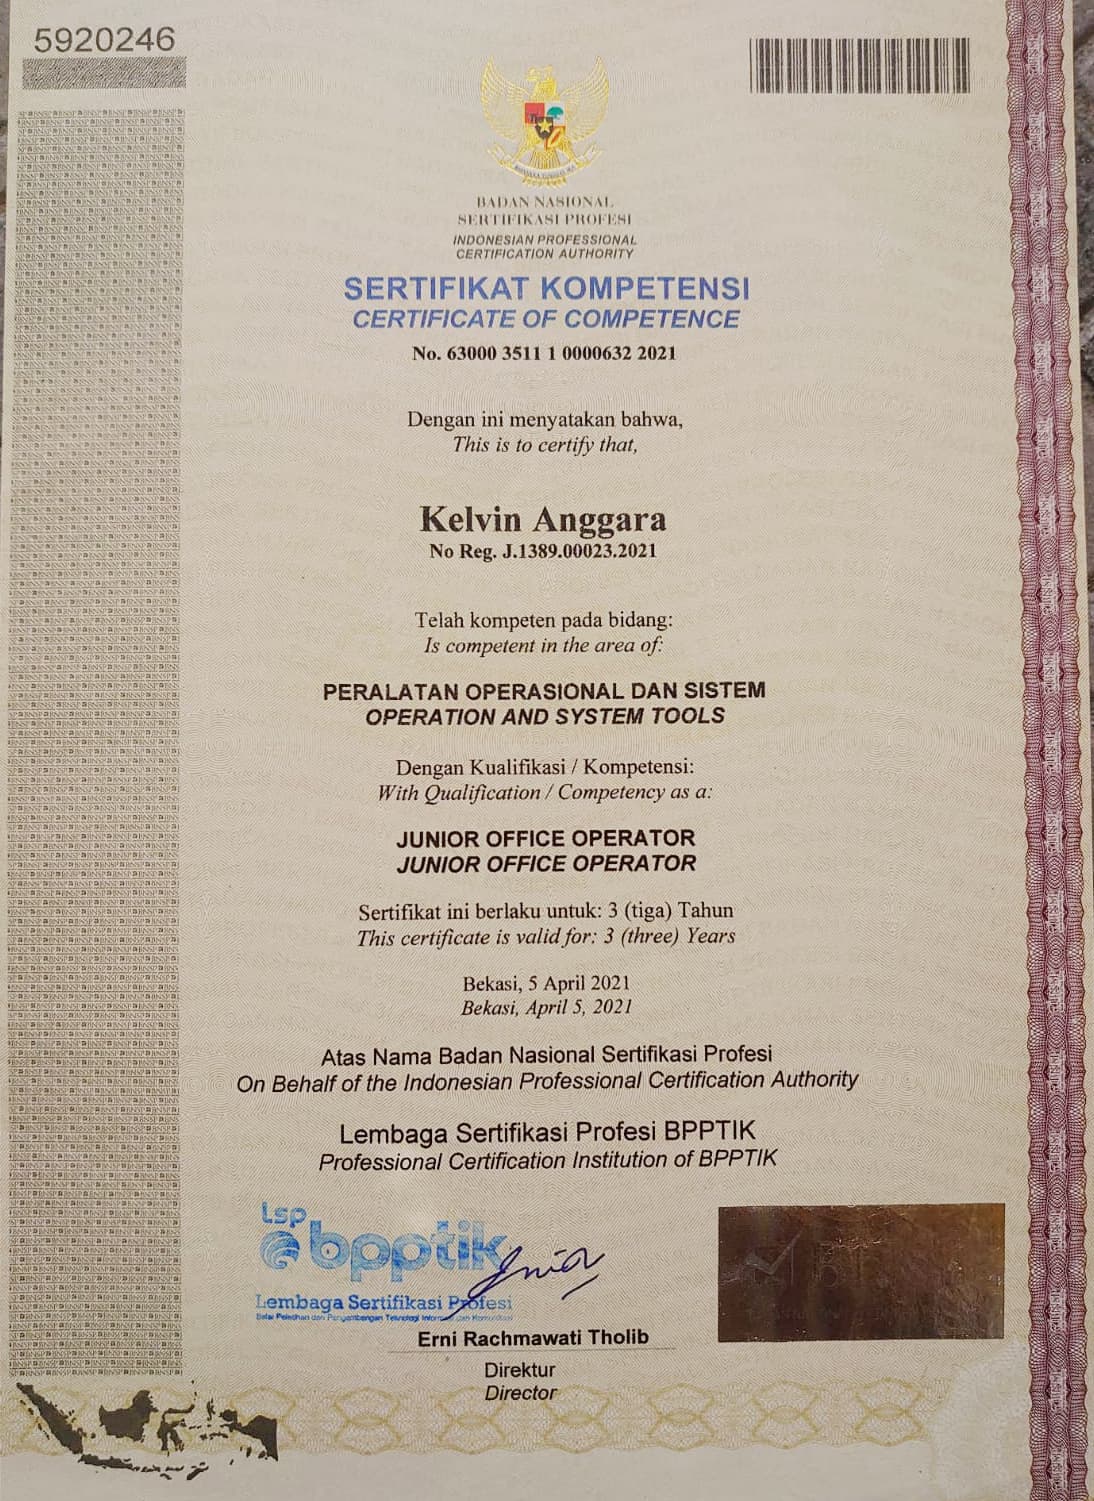 5920246
BADAN NASIONAL
SERTIFIKASI PROFESI
INDONESIAN PROFESSIONAL
CERTIFICATION AUTHORITY
SERTIFIKAT KOMPETENSI
CERTIFICATE OF COMPETENCE
No. 63000 3511 1 0000632 2021
Dengan ini menyatakan bahwa,
This is to certify that,
Kelvin Anggara
No Reg. J.1389.00023.2021
Telah kompeten pada bidang:
Is competent in the area of:
PERALATAN OPERASIONAL DAN SISTEM
OPERATION AND SYSTEM TOOLS
Dengan Kualifikasi / Kompetensi:
With Qualification / Competency as a:
JUNIOR OFFICE OPERATOR
JUNIOR OFFICE OPERATOR
Sertifikat ini berlaku untuk: 3 (tiga) Tahun
This certificate is valid for: 3 (three) Years
Bekasi, 5 April 2021
Bekasi, April 5, 2021
Atas Nama Badan Nasional Sertifikasi Profesi
On Behalf of the Indonesian Professional Certification Authority
Lembaga Sertifikasi Profesi BPPTIK
Professional Certification Institution of BPPTIK
Lsp
bpptik
Lembaga Sertifikasi Profesi
Balai Pelatihan dan Pengembangan Teknologi Informasi dan Komunikasi
Erni Rachmawati Tholib
Direktur
Director